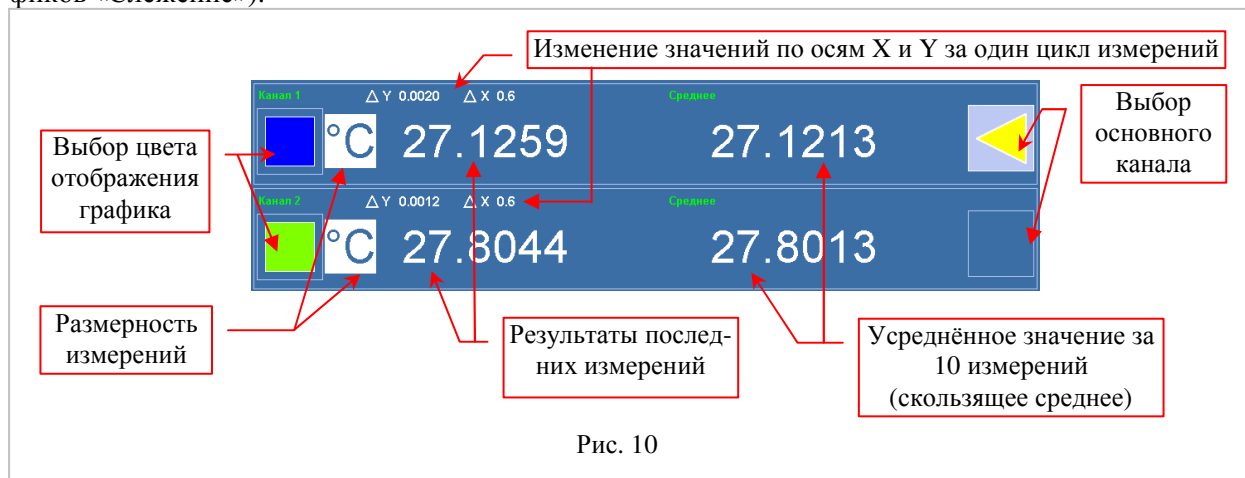 фиков «Слежение»).
Изменение значений по осям X и Y за один цикл измерений
Канал 1 △ Y 0.0020 △ X 0.6 Среднее
°C 27.1259 27.1213
Канал 2 △ Y 0.0012 △ X 0.6 Среднее
°C 27.8044 27.8013
Выбор цвета
отображения
графика
Выбор
основного
канала
Размерность
измерений
Результаты послед-
них измерений
Усреднённое значение за
10 измерений
(скользящее среднее)
Рис. 10